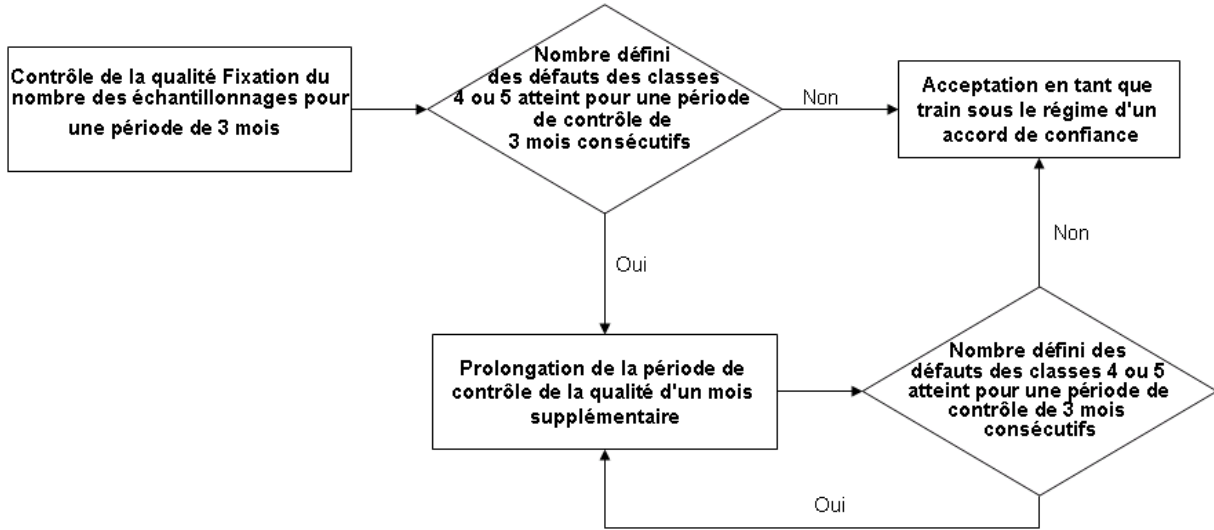 Contrôle de la qualité Fixation du
nombre des échantillonnages pour
une période de 3 mois
Nombre défini
des défauts des classes
4 ou 5 atteint pour une période
de contrôle de
3 mois consécutifs
Non
Acceptation en tant que
train sous le régime d'un
accord de confiance
Oui
Non
Prolongation de la période de
contrôle de la qualité d'un mois
supplémentaire
Nombre défini des
défauts des classes 4 ou 5
atteint pour une période de
contrôle de 3 mois
consécutifs
Oui